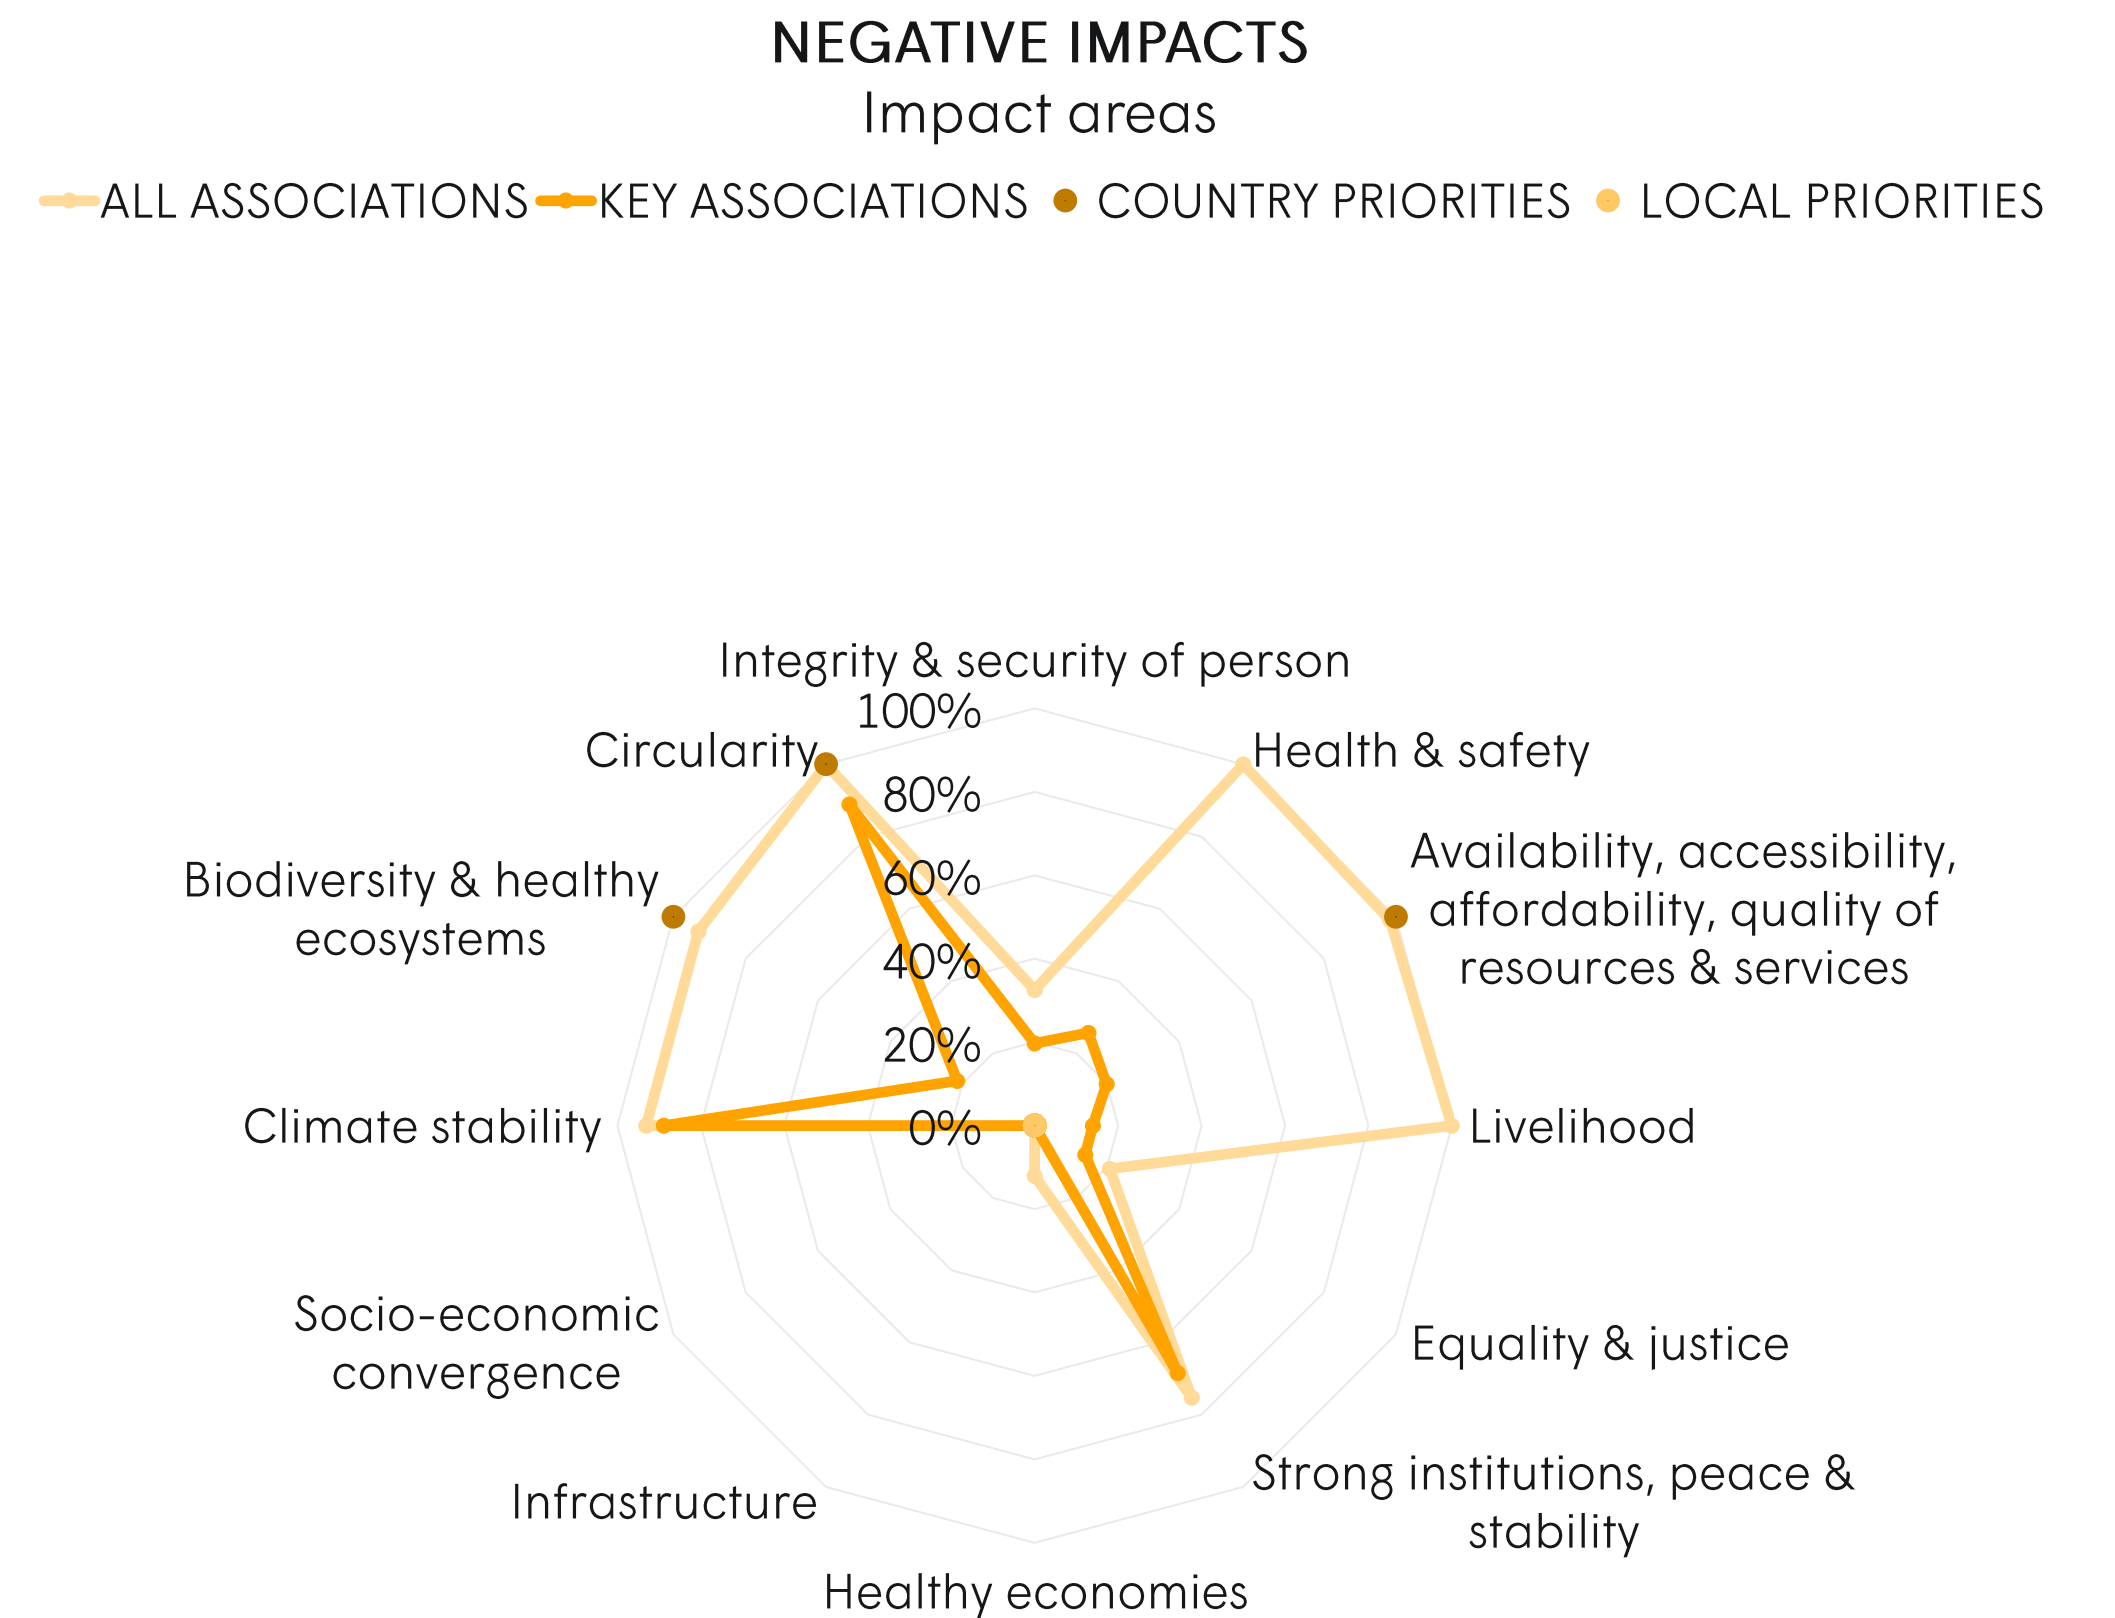 NEGATIVE IMPACTS
Impact areas
ALL ASSOCIATIONS KEY ASSOCIATIONS COUNTRY PRIORITIES LOCAL PRIORITIES
Integrity & security of person
100%
Circularity
Health & safety
80%
Availability, accessibility,
affordability, quality of
resources & services
Biodiversity & healthy
ecosystems
60%
40%
20%
Climate stability
0%
Livelihood
Socio-economic
convergence
Equality & justice
Infrastructure
Strong institutions, peace &
stability
Healthy economies